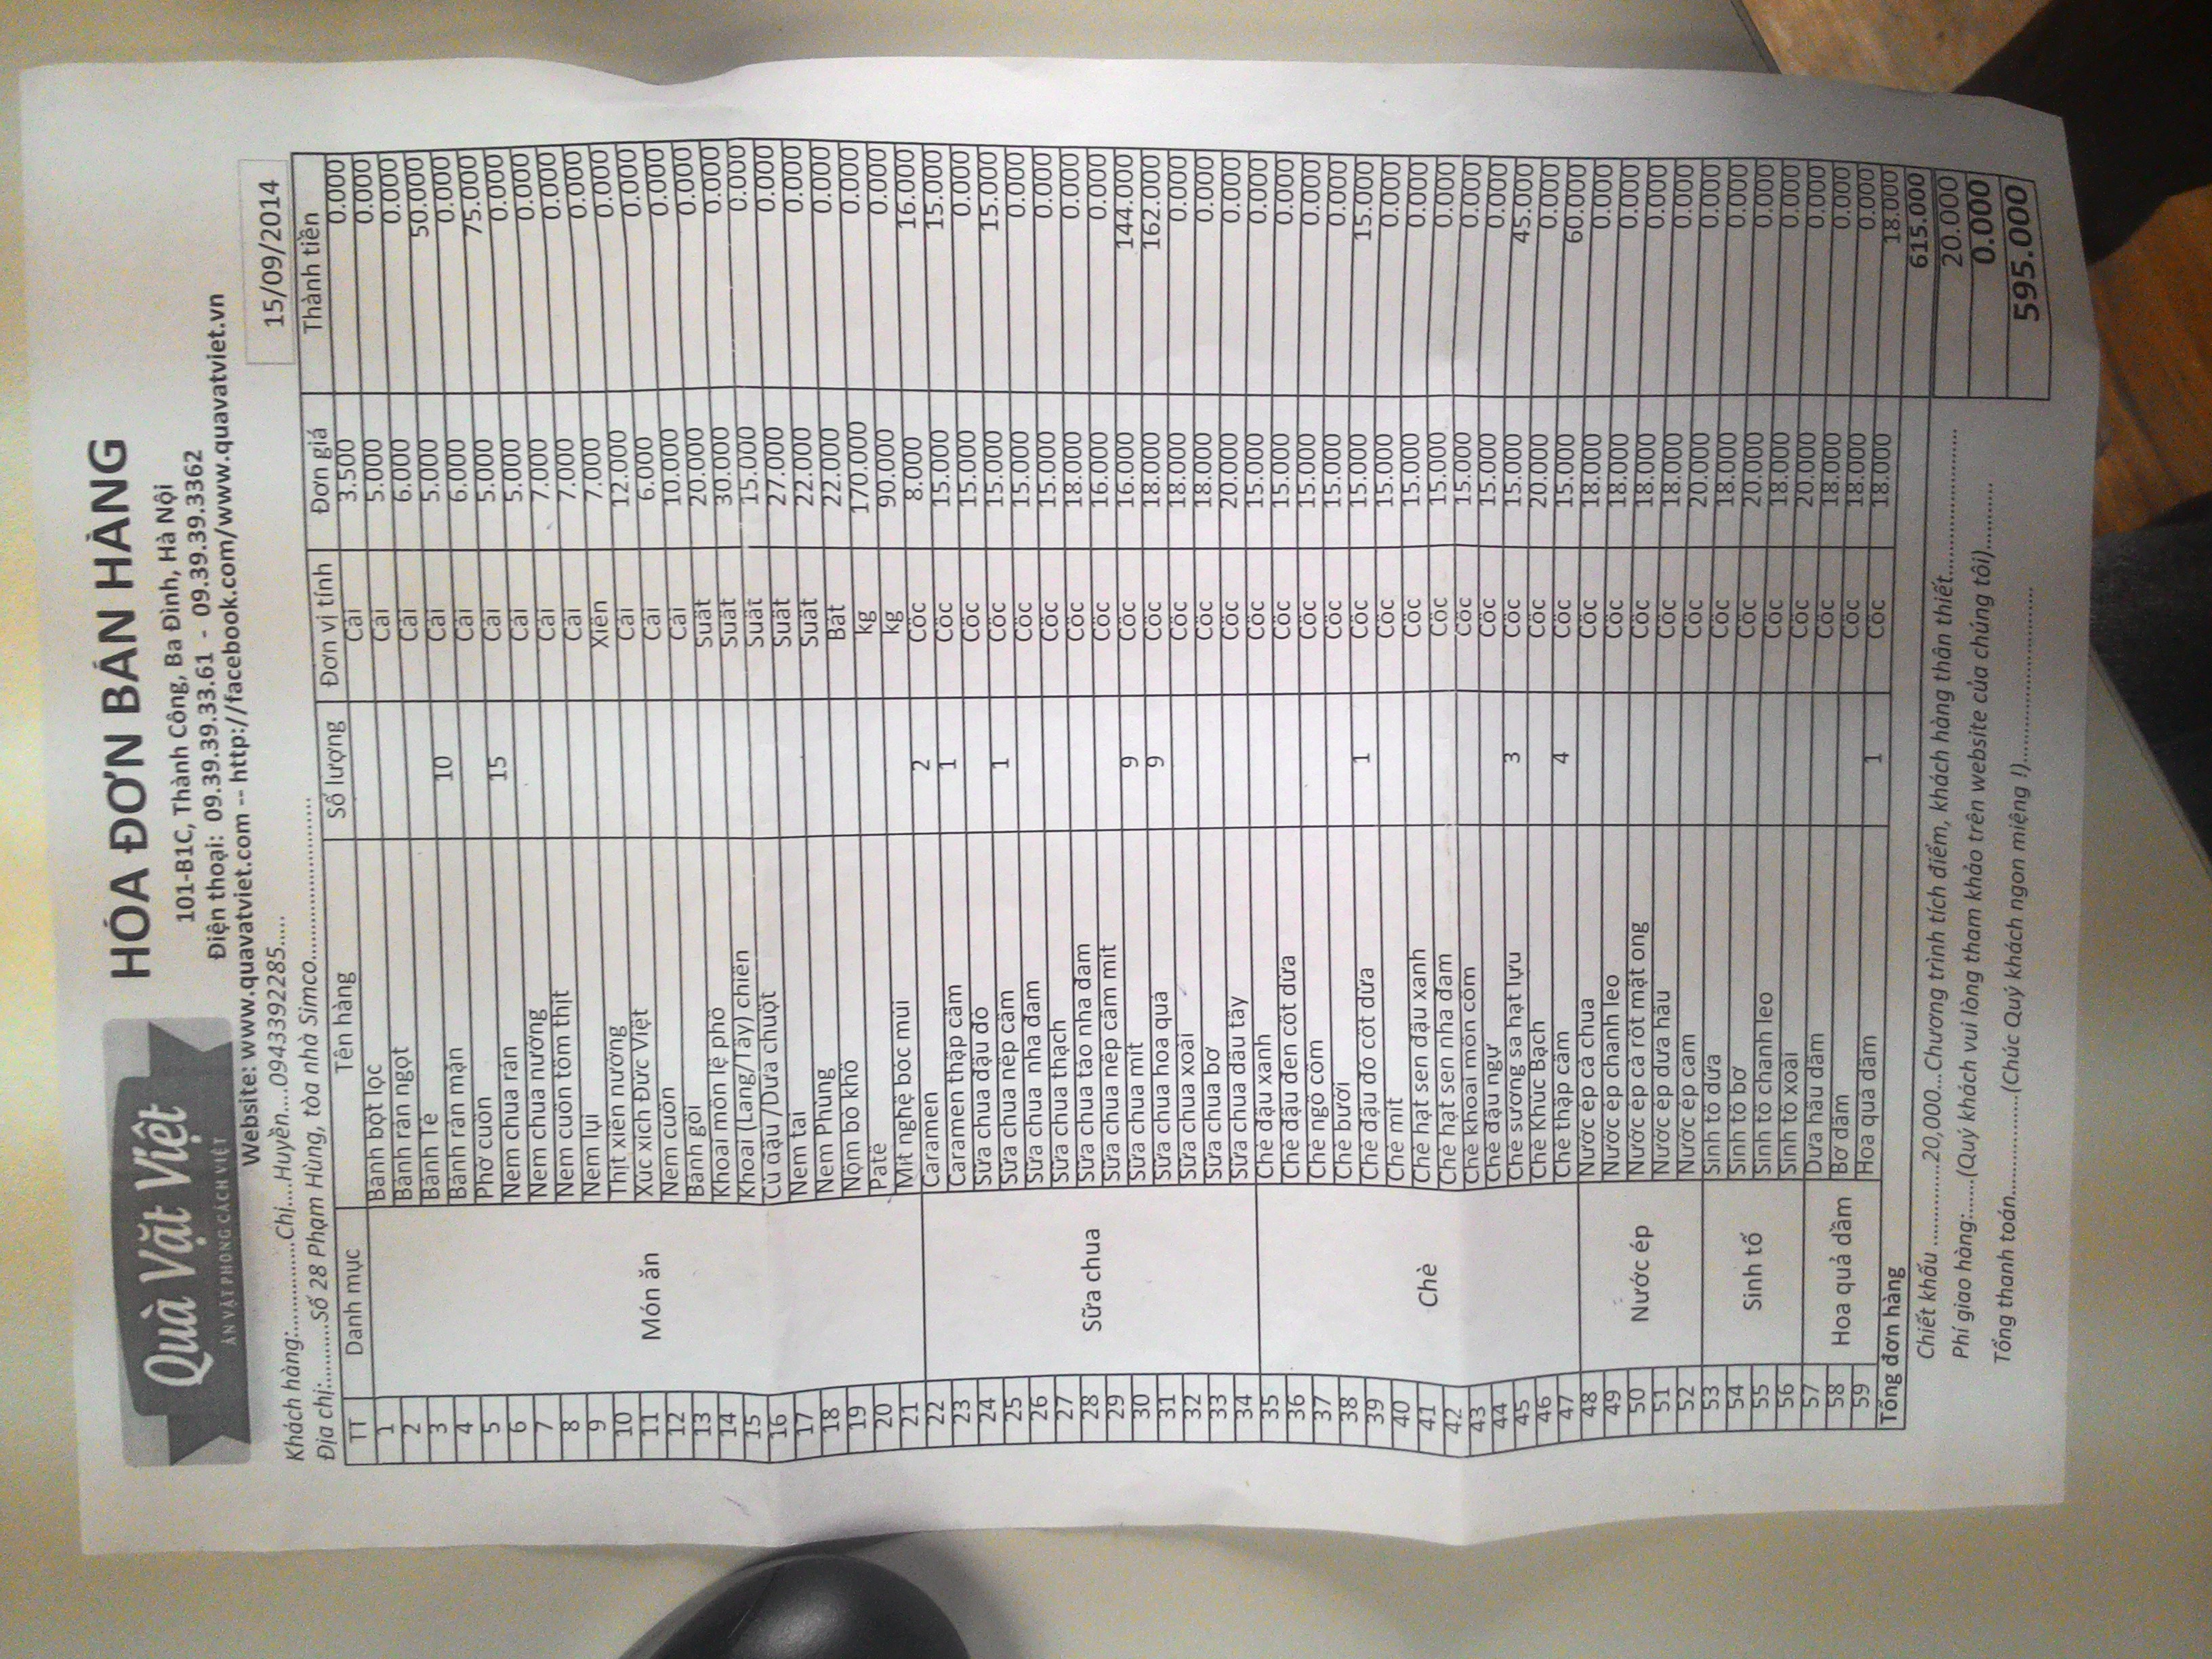 Quà Vặt Việt
ĂN VẶT PHONG CÁCH VIỆT
HÓA ĐƠN BÁN HÀNG
101-B1C, Thành Công, Ba Đình, Hà Nội
Điện thoại: 09.39.39.33.61 - 09.39.39.3362
Website: www.quavatviet.com -- http://facebook.com/www.quavatviet.vn
15/09/2014
Khách hàng:...............Chị....Huyền....0943392285.....
Địa chỉ:..........Số 28 Phạm Hùng, tòa nhà Simco...........................
TT Danh mục Tên hàng Số lượng Đơn vị tính Đơn giá Thành tiền
1 Bánh bột lọc Cái 3.500 0.000
2 Bánh rán ngọt Cái 5.000 0.000
3 Bánh Tẻ Cái 6.000 0.000
4 Bánh rán mặn 10 Cái 5.000 50.000
5 Phở cuốn Cái 6.000 0.000
6 Nem chua rán 15 Cái 5.000 75.000
7 Nem chua nướng Cái 5.000 0.000
8 Nem cuốn tôm thịt Cái 7.000 0.000
9 Nem lụi Cái 7.000 0.000
10 Thịt xiên nướng Xiên 7.000 0.000
11 Món ăn Xúc xích Đức Việt Cái 12.000 0.000
12 Nem cuốn Cái 6.000 0.000
13 Bánh gối Cái 10.000 0.000
14 Khoai môn lệ phố Suất 20.000 0.000
15 Khoai (Lang/Tây) chiên Suất 30.000 0.000
16 Củ đậu /Dưa chuột Suất 15.000 0.000
17 Nem tai Suất 27.000 0.000
18 Nem Phùng Suất 22.000 0.000
19 Nộm bò khô Bát 22.000 0.000
20 Patê kg 170.000 0.000
21 Mít nghệ bóc múi kg 90.000 0.000
22 Caramen 2 Cốc 8.000 16.000
23 Caramen thập cẩm 1 Cốc 15.000 15.000
24 Sữa chua đậu đỏ Cốc 15.000 0.000
25 Sữa chua nếp cẩm 1 Cốc 15.000 15.000
26 Sữa chua nha đam Cốc 15.000 0.000
27 Sữa chua thạch Cốc 15.000 0.000
28 Sữa chua Sữa chua táo nha đam Cốc 18.000 0.000
29 Sữa chua nếp cẩm mít Cốc 16.000 0.000
30 Sữa chua mít 9 Cốc 16.000 144.000
31 Sữa chua hoa quả 9 Cốc 18.000 162.000
32 Sữa chua xoài Cốc 18.000 0.000
33 Sữa chua bơ Cốc 18.000 0.000
34 Sữa chua dâu tây Cốc 20.000 0.000
35 Chè đậu xanh Cốc 15.000 0.000
36 Chè đậu đen cốt dừa Cốc 15.000 0.000
37 Chè ngô cốm Cốc 15.000 0.000
38 Chè bưởi Cốc 15.000 0.000
39 Chè đậu đỏ cốt dừa 1 Cốc 15.000 15.000
40 Chè mít Cốc 15.000 0.000
41 Chè Chè hạt sen đậu xanh Cốc 15.000 0.000
42 Chè hạt sen nha đam Cốc 15.000 0.000
43 Chè khoai môn cốm Cốc 15.000 0.000
44 Chè đậu ngự Cốc 15.000 0.000
45 Chè sương sa hạt lựu 3 Cốc 15.000 45.000
46 Chè Khúc Bạch Cốc 20.000 0.000
47 Chè thập cẩm 4 Cốc 15.000 60.000
48 Nước ép cà chua Cốc 18.000 0.000
49 Nước ép chanh leo Cốc 18.000 0.000
50 Nước ép Nước ép cà rốt mật ong Cốc 18.000 0.000
51 Nước ép dưa hấu Cốc 18.000 0.000
52 Nước ép cam Cốc 20.000 0.000
53 Sinh tố dừa Cốc 18.000 0.000
54 Sinh tố Sinh tố bơ Cốc 20.000 0.000
55 Sinh tố chanh leo Cốc 18.000 0.000
56 Sinh tố xoài Cốc 20.000 0.000
57 Dưa hấu dầm Cốc 18.000 0.000
58 Hoa quả dầm Bơ dầm Cốc 18.000 0.000
59 Hoa quả dầm 1 Cốc 18.000 18.000
Tổng đơn hàng 615.000
Chiết khấu ..............20,000...Chương trình tích điểm, khách hàng thân thiết......................... 20.000
Phí giao hàng:......(Quý khách vui lòng tham khảo trên website của chúng tôi)........... 0.000
Tổng thanh toán.................(Chúc Quý khách ngon miệng !).............................. 595.000